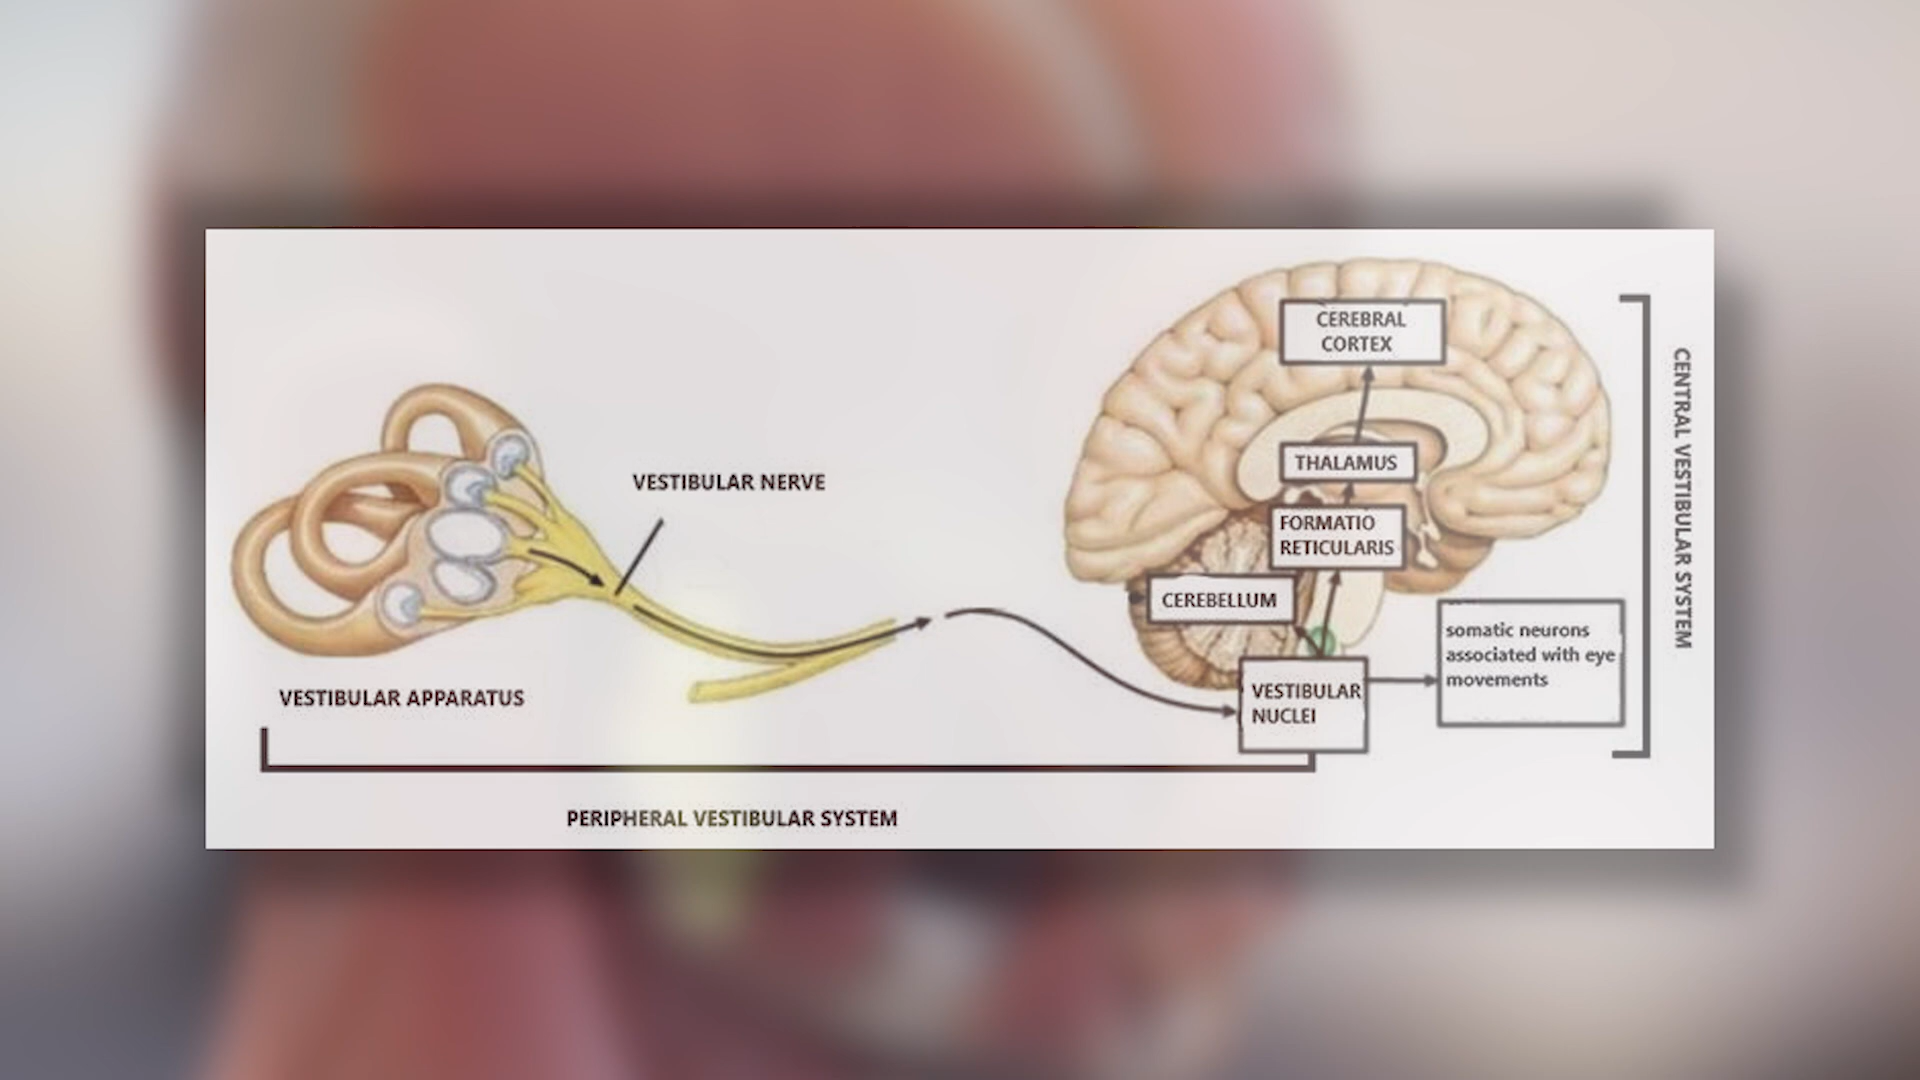 CEREBRAL
CORTEX
THALAMUS
FORMATIO
RETICULARIS
CEREBELLUM
VESTIBULAR
NUCLEI
somatic neurons
associated with eye
movements
CENTRAL VESTIBULAR SYSTEM
VESTIBULAR NERVE
VESTIBULAR APPARATUS
PERIPHERAL VESTIBULAR SYSTEM